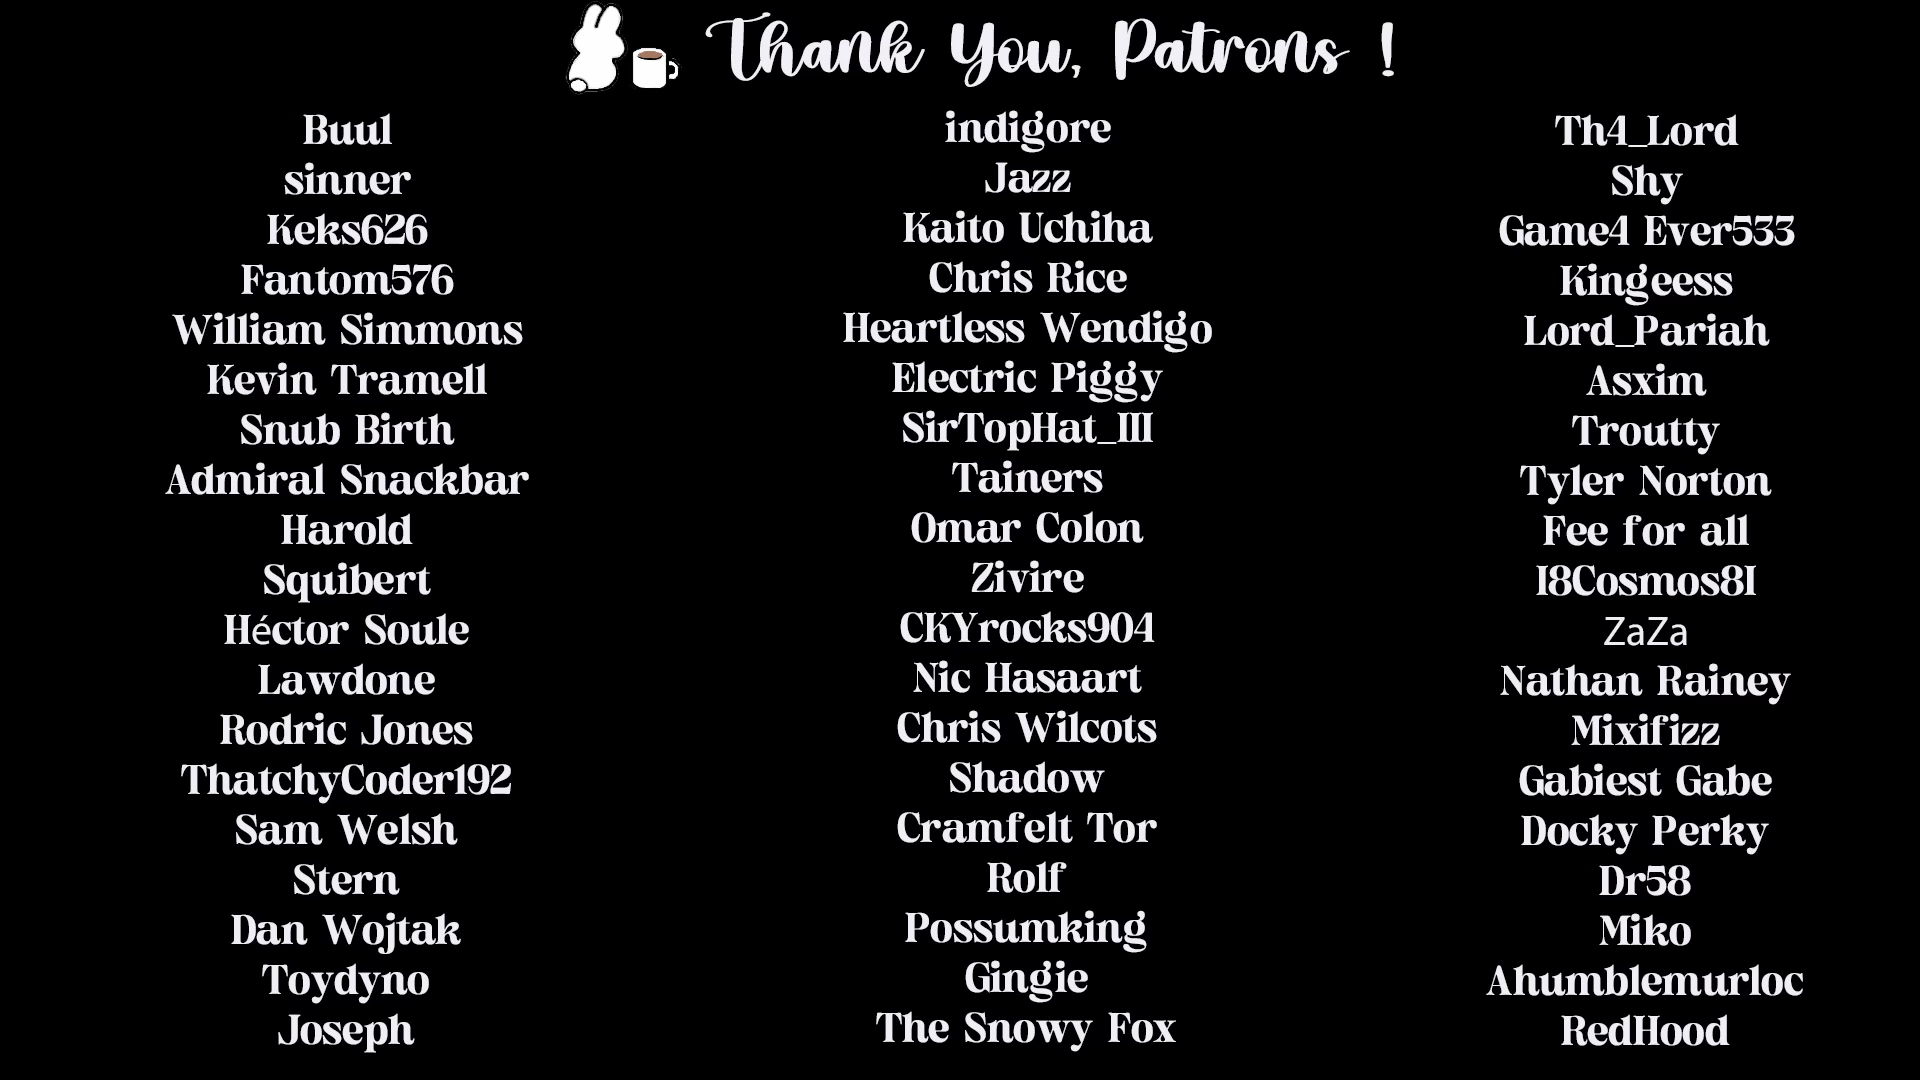 Thank You, Patrons !
Buul
sinner
Keks626
Fantom576
William Simmons
Kevin Tramell
Snub Birth
Admiral Snackbar
Harold
Squibert
Héctor Soule
Lawdone
Rodric Jones
ThatchyCoder192
Sam Welsh
Stern
Dan Wojtak
Toydyno
Joseph
indigore
Jazz
Kaito Uchiha
Chris Rice
Heartless Wendigo
Electric Piggy
SirTopHat_III
Tainers
Omar Colon
Zivire
CKYrocks904
Nic Hasaart
Chris Wilcots
Shadow
Cramfelt Tor
Rolf
Possumking
Gingie
The Snowy Fox
Th4_Lord
Shy
Game4 Ever533
Kingeess
Lord_Pariah
Asxim
Troutty
Tyler Norton
Fee for all
I8Cosmos8I
ZaZa
Nathan Rainey
Mixifizz
Gabiest Gabe
Docky Perky
Dr58
Miko
Ahumblemurloc
RedHood